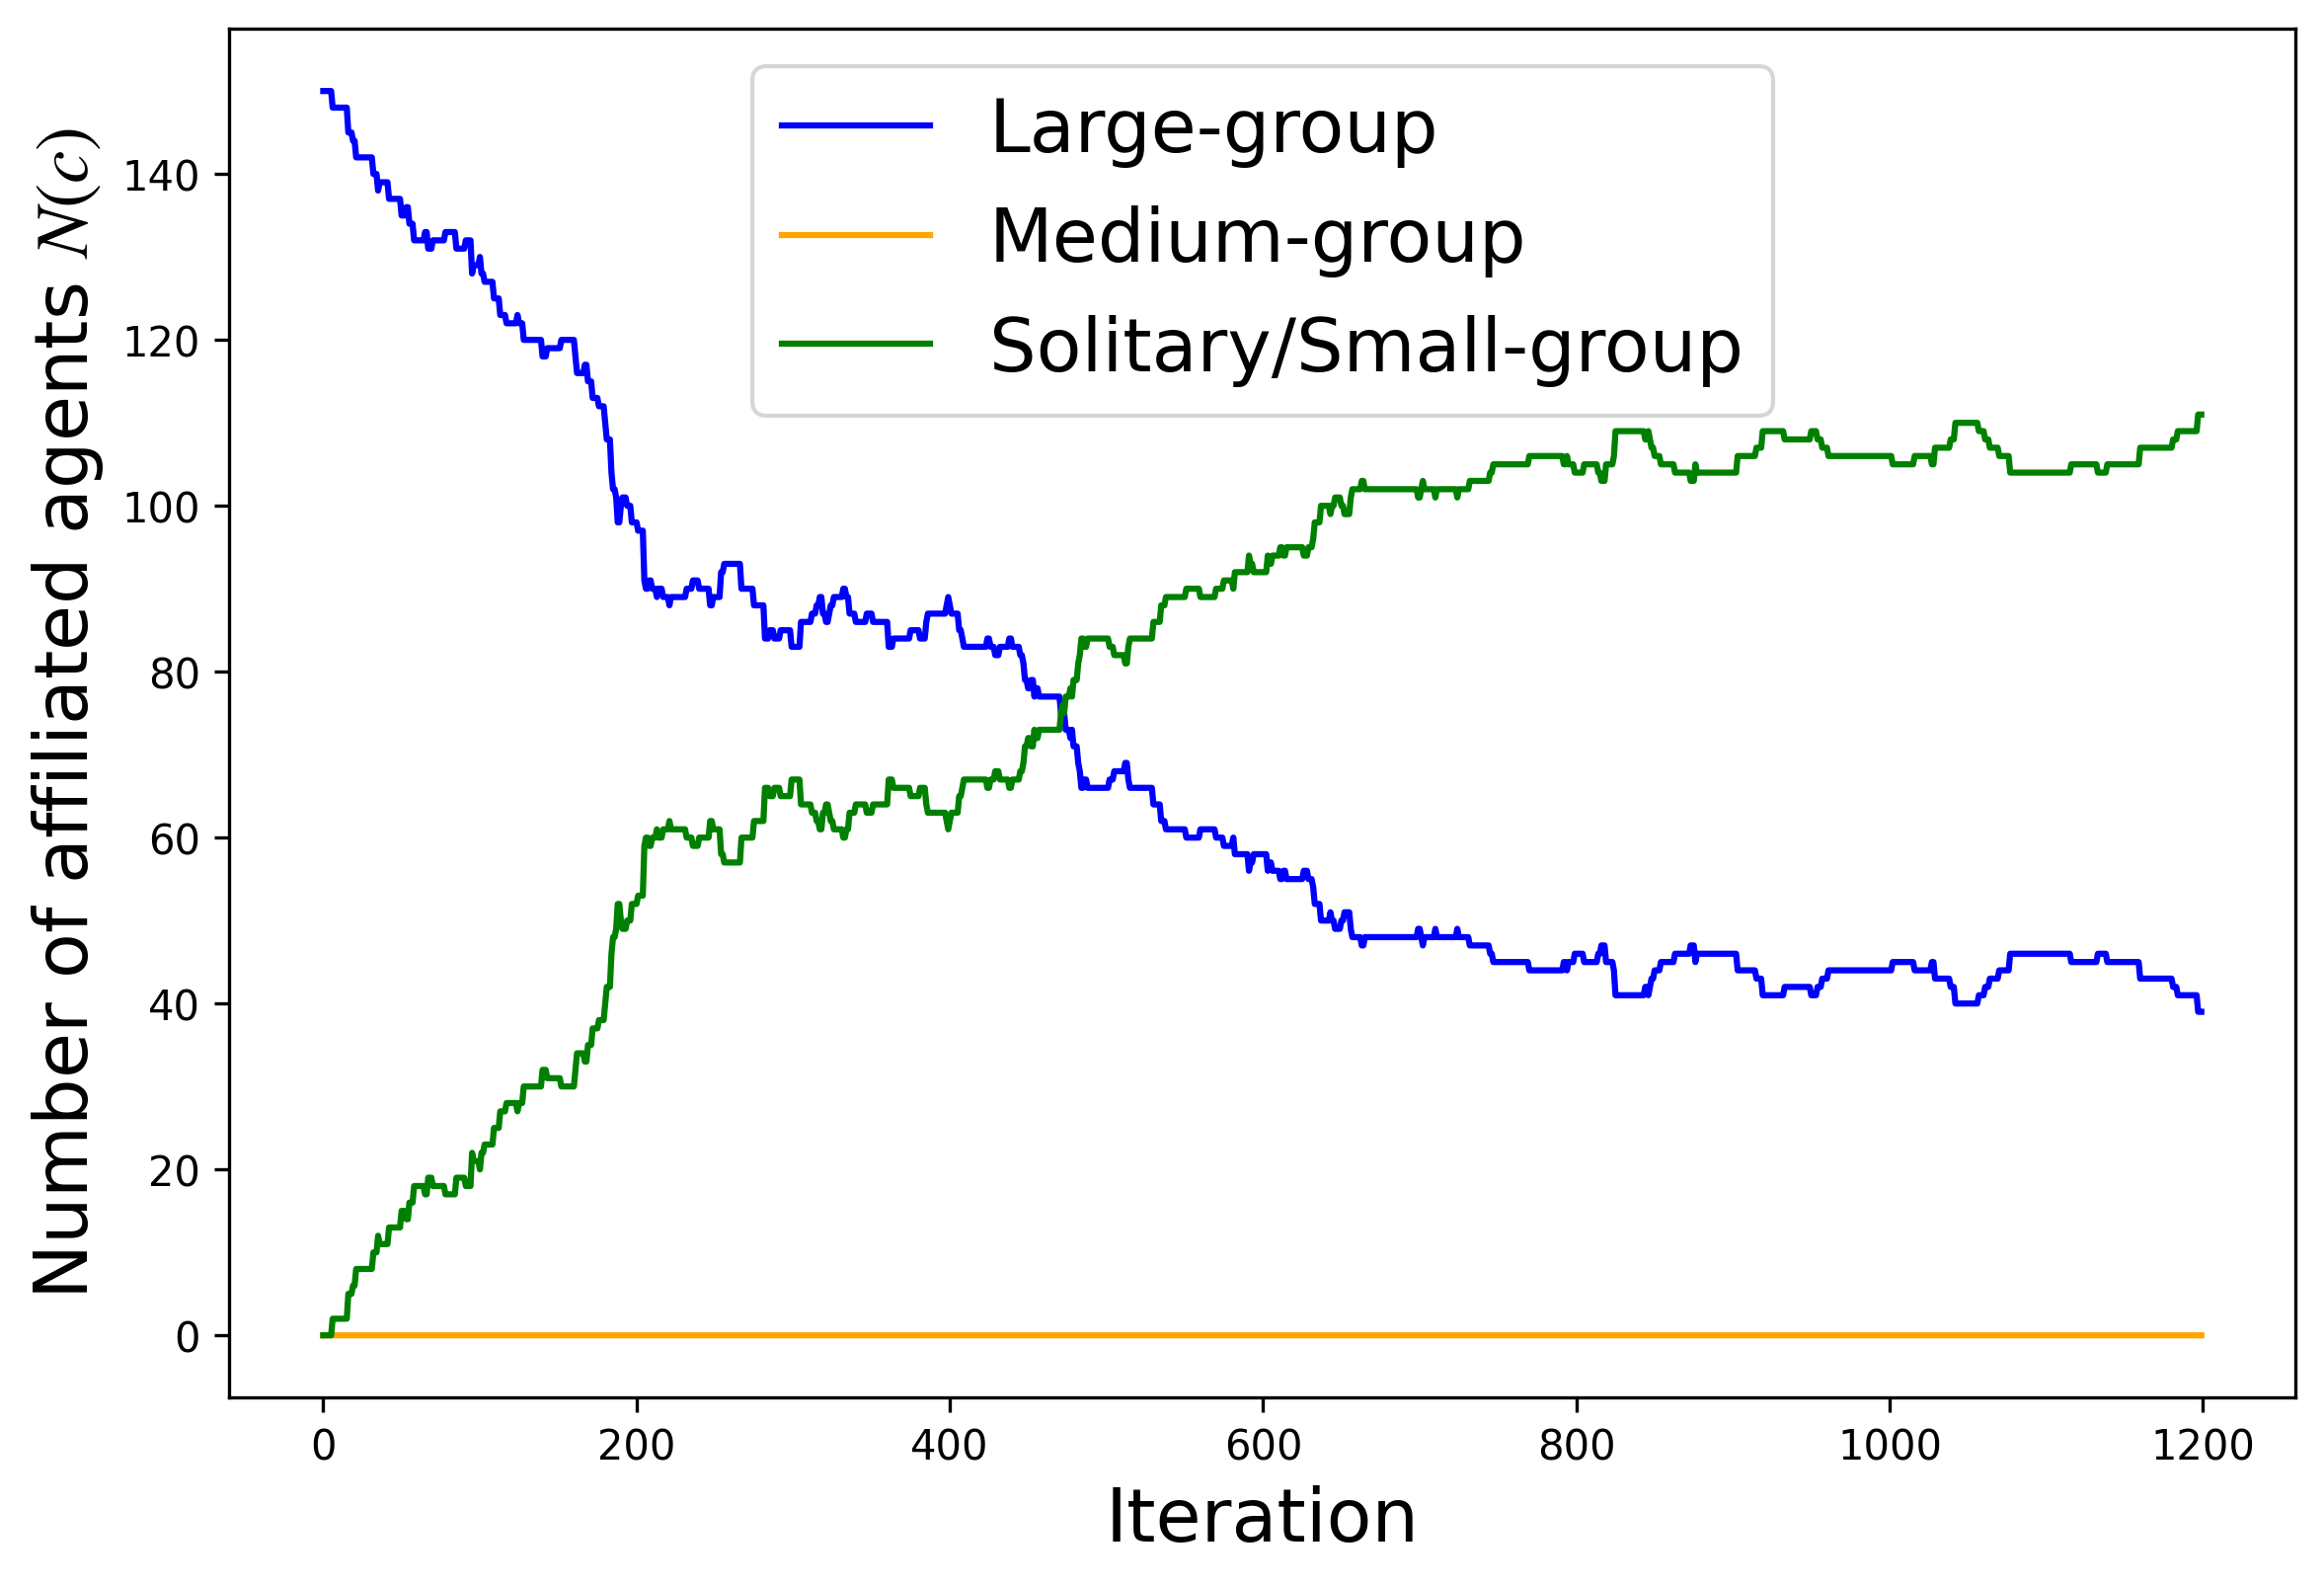 Large-group
Medium-group
Solitary/Small-group
Number of affiliated agents N(c)
140
120
100
80
60
40
20
0
0 200 400 600 800 1000 1200
Iteration